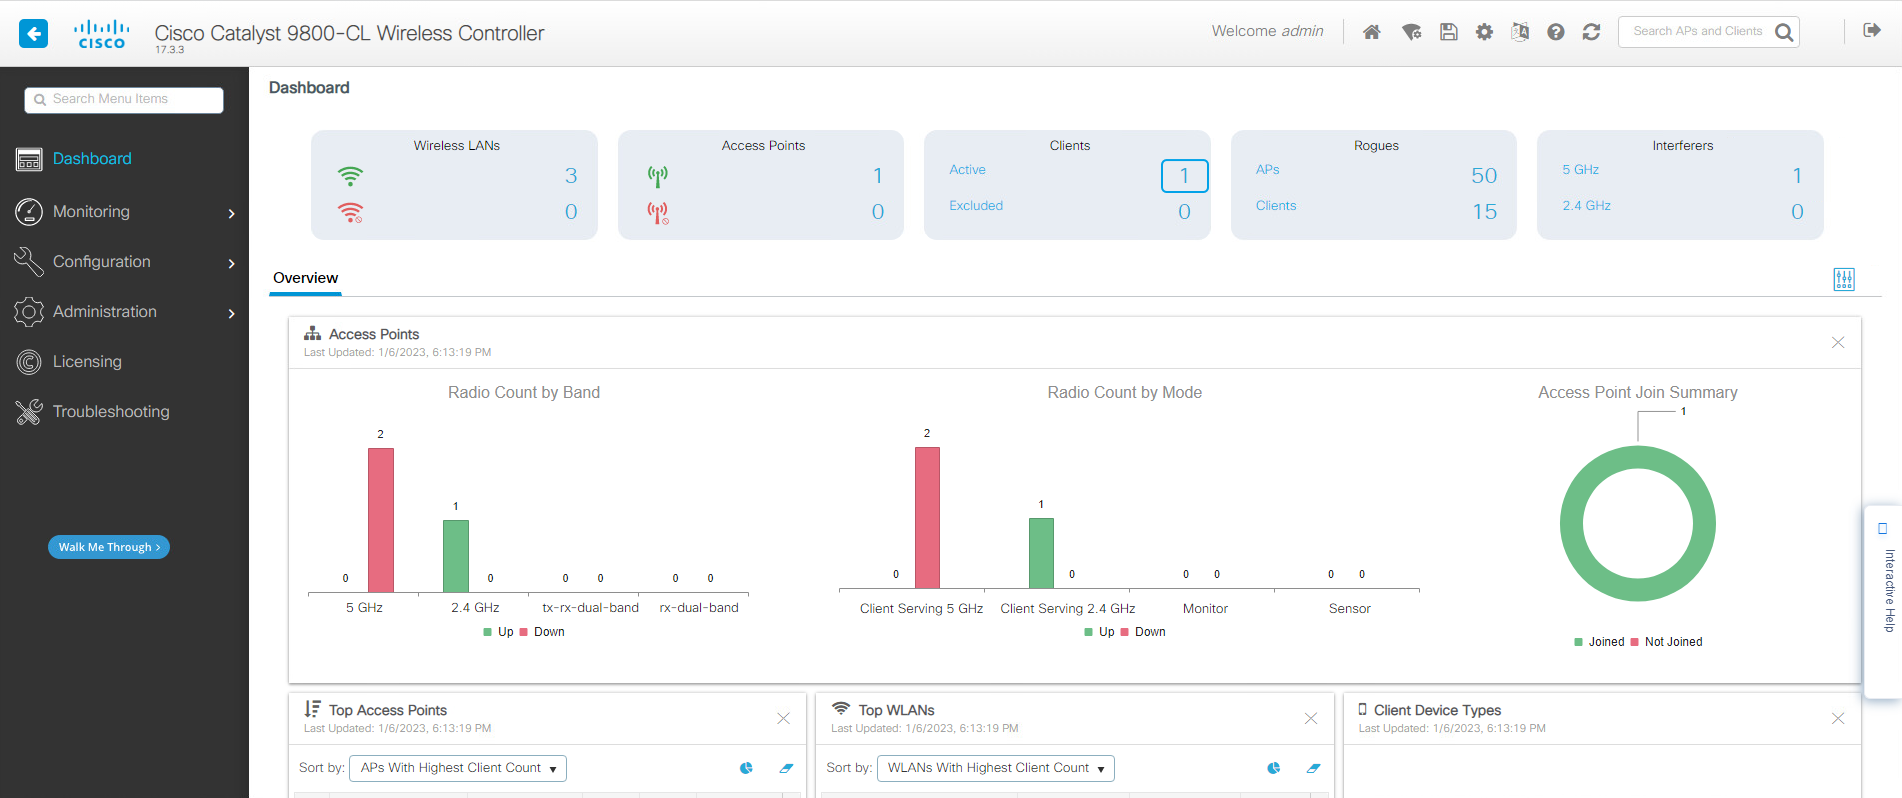 CISCO
Cisco Catalyst 9800-CL Wireless Controller
17.3.3
Welcome admin
Search APs and Clients
Search Menu Items
Dashboard
Monitoring
Configuration
Administration
Licensing
Troubleshooting
Walk Me Through >
Dashboard
Wireless LANs
3
0
Access Points
1
0
Clients
Active 1
Excluded 0
Rogues
APs 50
Clients 15
Interferers
5 GHz 1
2.4 GHz 0
Overview
Access Points
Last Updated: 1/6/2023, 6:13:19 PM
Radio Count by Band
2
1
0 0 0 0 0 0
5 GHz 2.4 GHz tx-rx-dual-band rx-dual-band
Up Down
Radio Count by Mode
2
1
0 0 0 0 0 0
Client Serving 5 GHz Client Serving 2.4 GHz Monitor Sensor
Up Down
Access Point Join Summary
1
Joined Not Joined
Interactive Help
Top Access Points
Last Updated: 1/6/2023, 6:13:19 PM
Sort by: APs With Highest Client Count
Top WLANs
Last Updated: 1/6/2023, 6:13:19 PM
Sort by: WLANs With Highest Client Count
Client Device Types
Last Updated: 1/6/2023, 6:13:19 PM